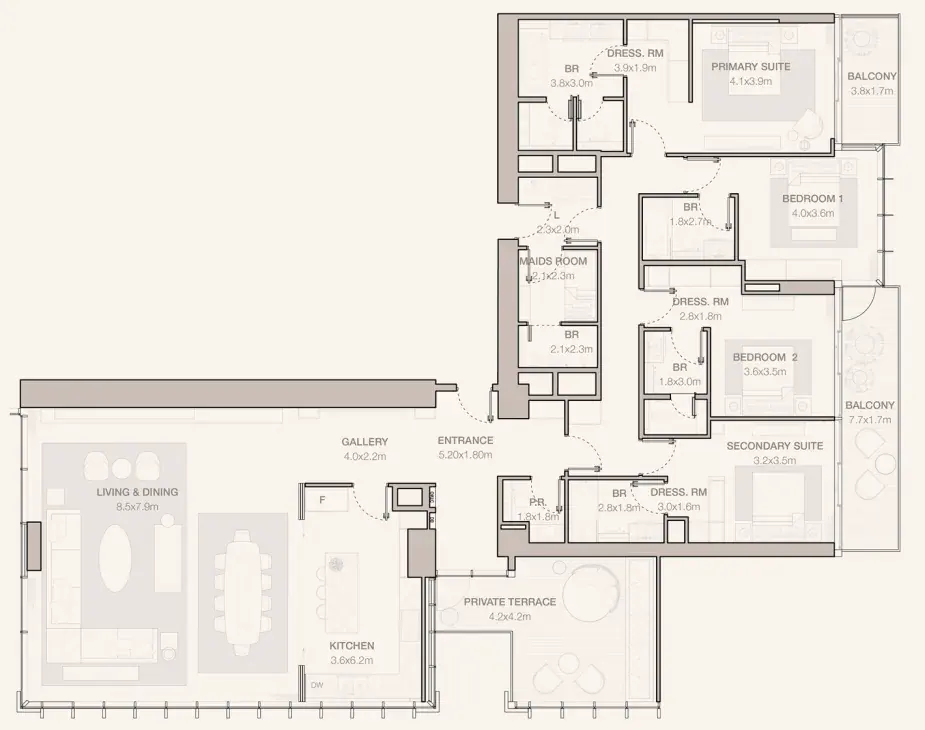 BR
3.8x3.0m
DRESS. RM
3.9x1.9m
PRIMARY SUITE
4.1x3.9m
BALCONY
3.8x1.7m
BR
1.8x2.7m
BEDROOM 1
4.0x3.6m
L
2.3x2.0m
MAIDS ROOM
2.1x2.3m
BR
2.1x2.3m
DRESS. RM
2.8x1.8m
BR
1.8x3.0m
BEDROOM 2
3.6x3.5m
BALCONY
7.7x1.7m
GALLERY
4.0x2.2m
ENTRANCE
5.20x1.80m
SECONDARY SUITE
3.2x3.5m
LIVING & DINING
8.5x7.9m
F
P.R.
1.8x1.8m
BR
2.8x1.8m
DRESS. RM
3.0x1.6m
PRIVATE TERRACE
4.2x4.2m
KITCHEN
3.6x6.2m
DW